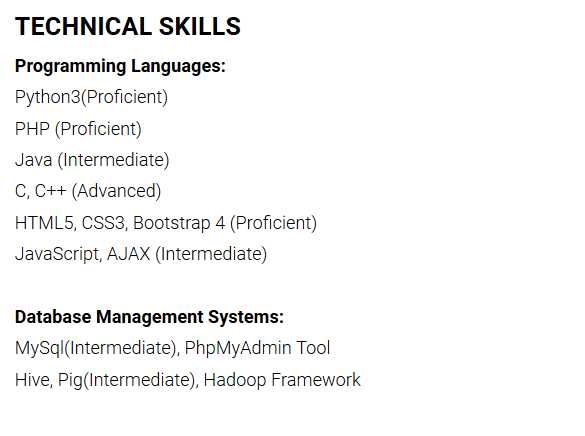 TECHNICAL SKILLS
Programming Languages:
Python3(Proficient)
PHP (Proficient)
Java (Intermediate)
C, C++ (Advanced)
HTML5, CSS3, Bootstrap 4 (Proficient)
JavaScript, AJAX (Intermediate)
Database Management Systems:
MySql(Intermediate), PhpMyAdmin Tool
Hive, Pig(Intermediate), Hadoop Framework